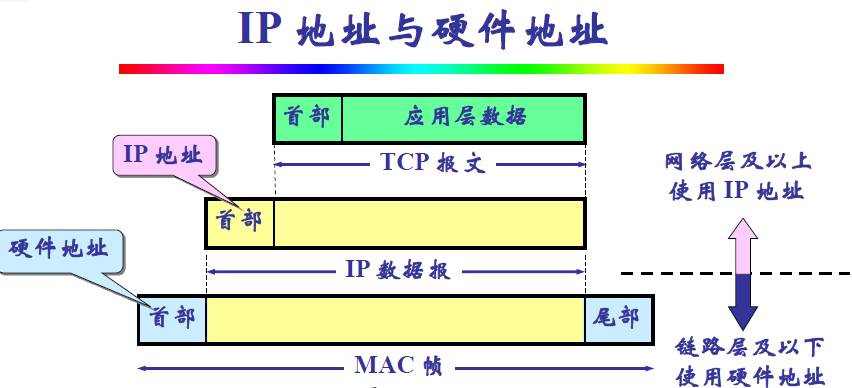 IP 地址与硬件地址
首部
应用层数据
IP 地址
TCP 报文
网络层及以上
使用 IP 地址
首部
硬件地址
IP 数据报
首部
尾部
MAC 帧
链路层及以下
使用硬件地址